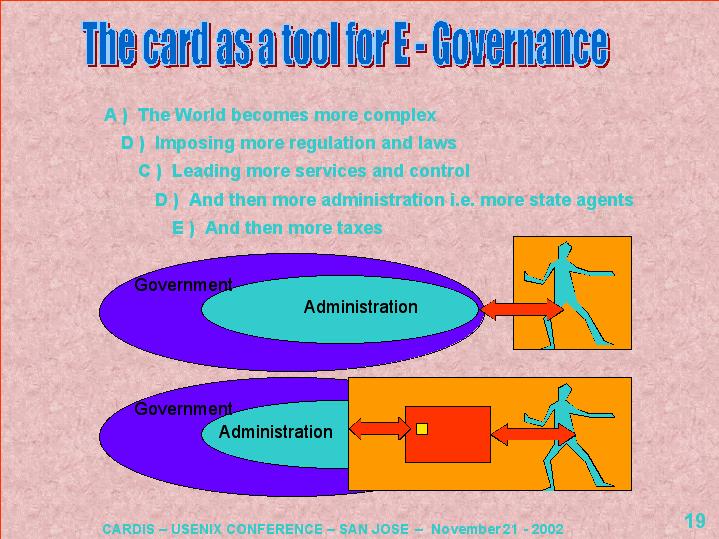 The card as a tool for E - Governance
A ) The World becomes more complex
D ) Imposing more regulation and laws
C ) Leading more services and control
D ) And then more administration i.e. more state agents
E ) And then more taxes
Government
Administration
Government
Administration
CARDIS – USENIX CONFERENCE – SAN JOSE – November 21 - 2002
19